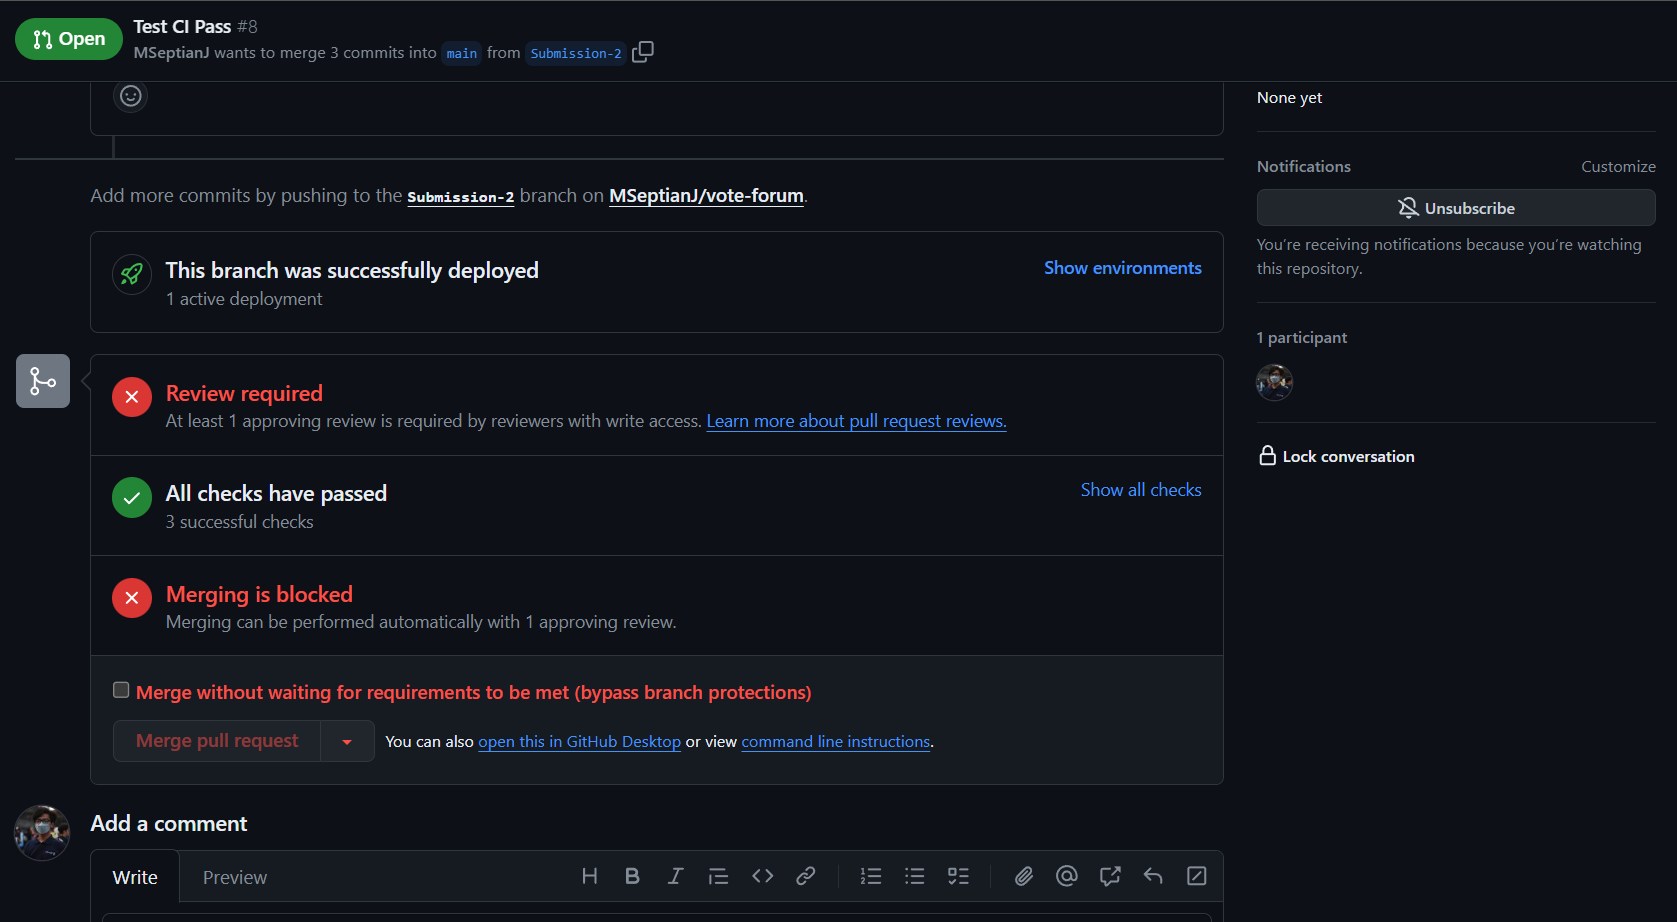 Open
Test CI Pass #8
MSeptianJ wants to merge 3 commits into main from Submission-2
None yet
Notifications
Customize
Unsubscribe
You're receiving notifications because you're watching
this repository.
1 participant
Lock conversation
Add more commits by pushing to the Submission-2 branch on MSeptianJ/vote-forum.
This branch was successfully deployed
Show environments
1 active deployment
Review required
At least 1 approving review is required by reviewers with write access. Learn more about pull request reviews.
All checks have passed
Show all checks
3 successful checks
Merging is blocked
Merging can be performed automatically with 1 approving review.
Merge without waiting for requirements to be met (bypass branch protections)
Merge pull request
You can also open this in GitHub Desktop or view command line instructions.
Add a comment
Write
Preview